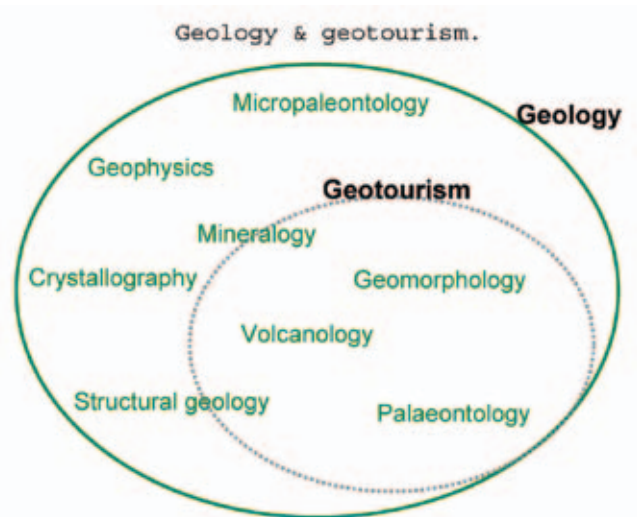 Geology & geotourism.
Micropaleontology
Geology
Geophysics
Geotourism
Mineralogy
Crystallography
Geomorphology
Volcanology
Structural geology
Palaeontology